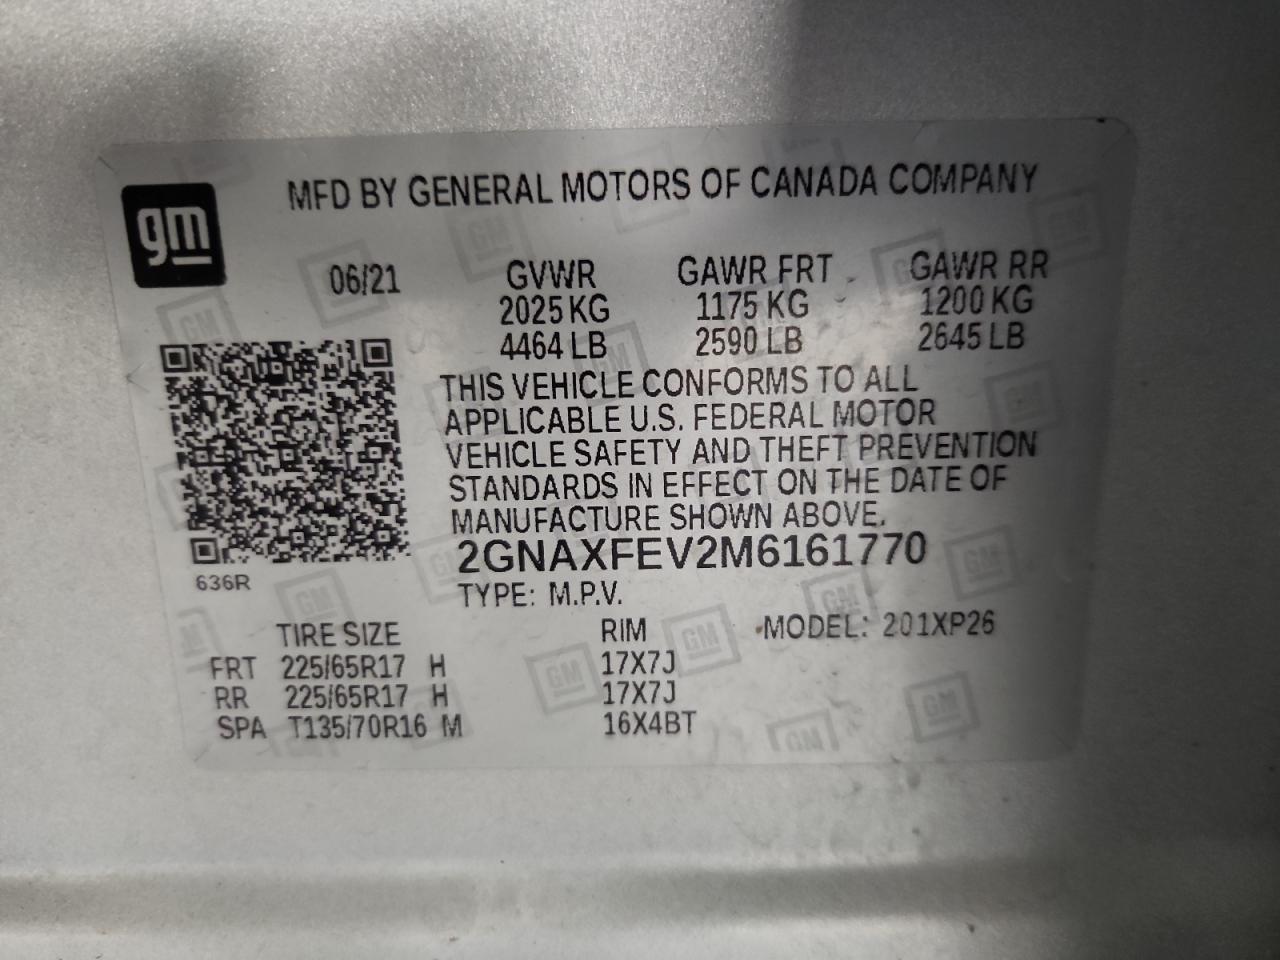 gm
MFD BY GENERAL MOTORS OF CANADA COMPANY
06/21 GVWR GAWR FRT GAWR RR
2025 KG 1175 KG 1200 KG
4464 LB 2590 LB 2645 LB
THIS VEHICLE CONFORMS TO ALL
APPLICABLE U.S. FEDERAL MOTOR
VEHICLE SAFETY AND THEFT PREVENTION
STANDARDS IN EFFECT ON THE DATE OF
MANUFACTURE SHOWN ABOVE.
2GNAXFEV2M6161770
636R
TYPE: M.P.V.
TIRE SIZE RIM MODEL: 201XP26
FRT 225/65R17 H 17X7J
RR 225/65R17 H 17X7J
SPA T135/70R16 M 16X4BT